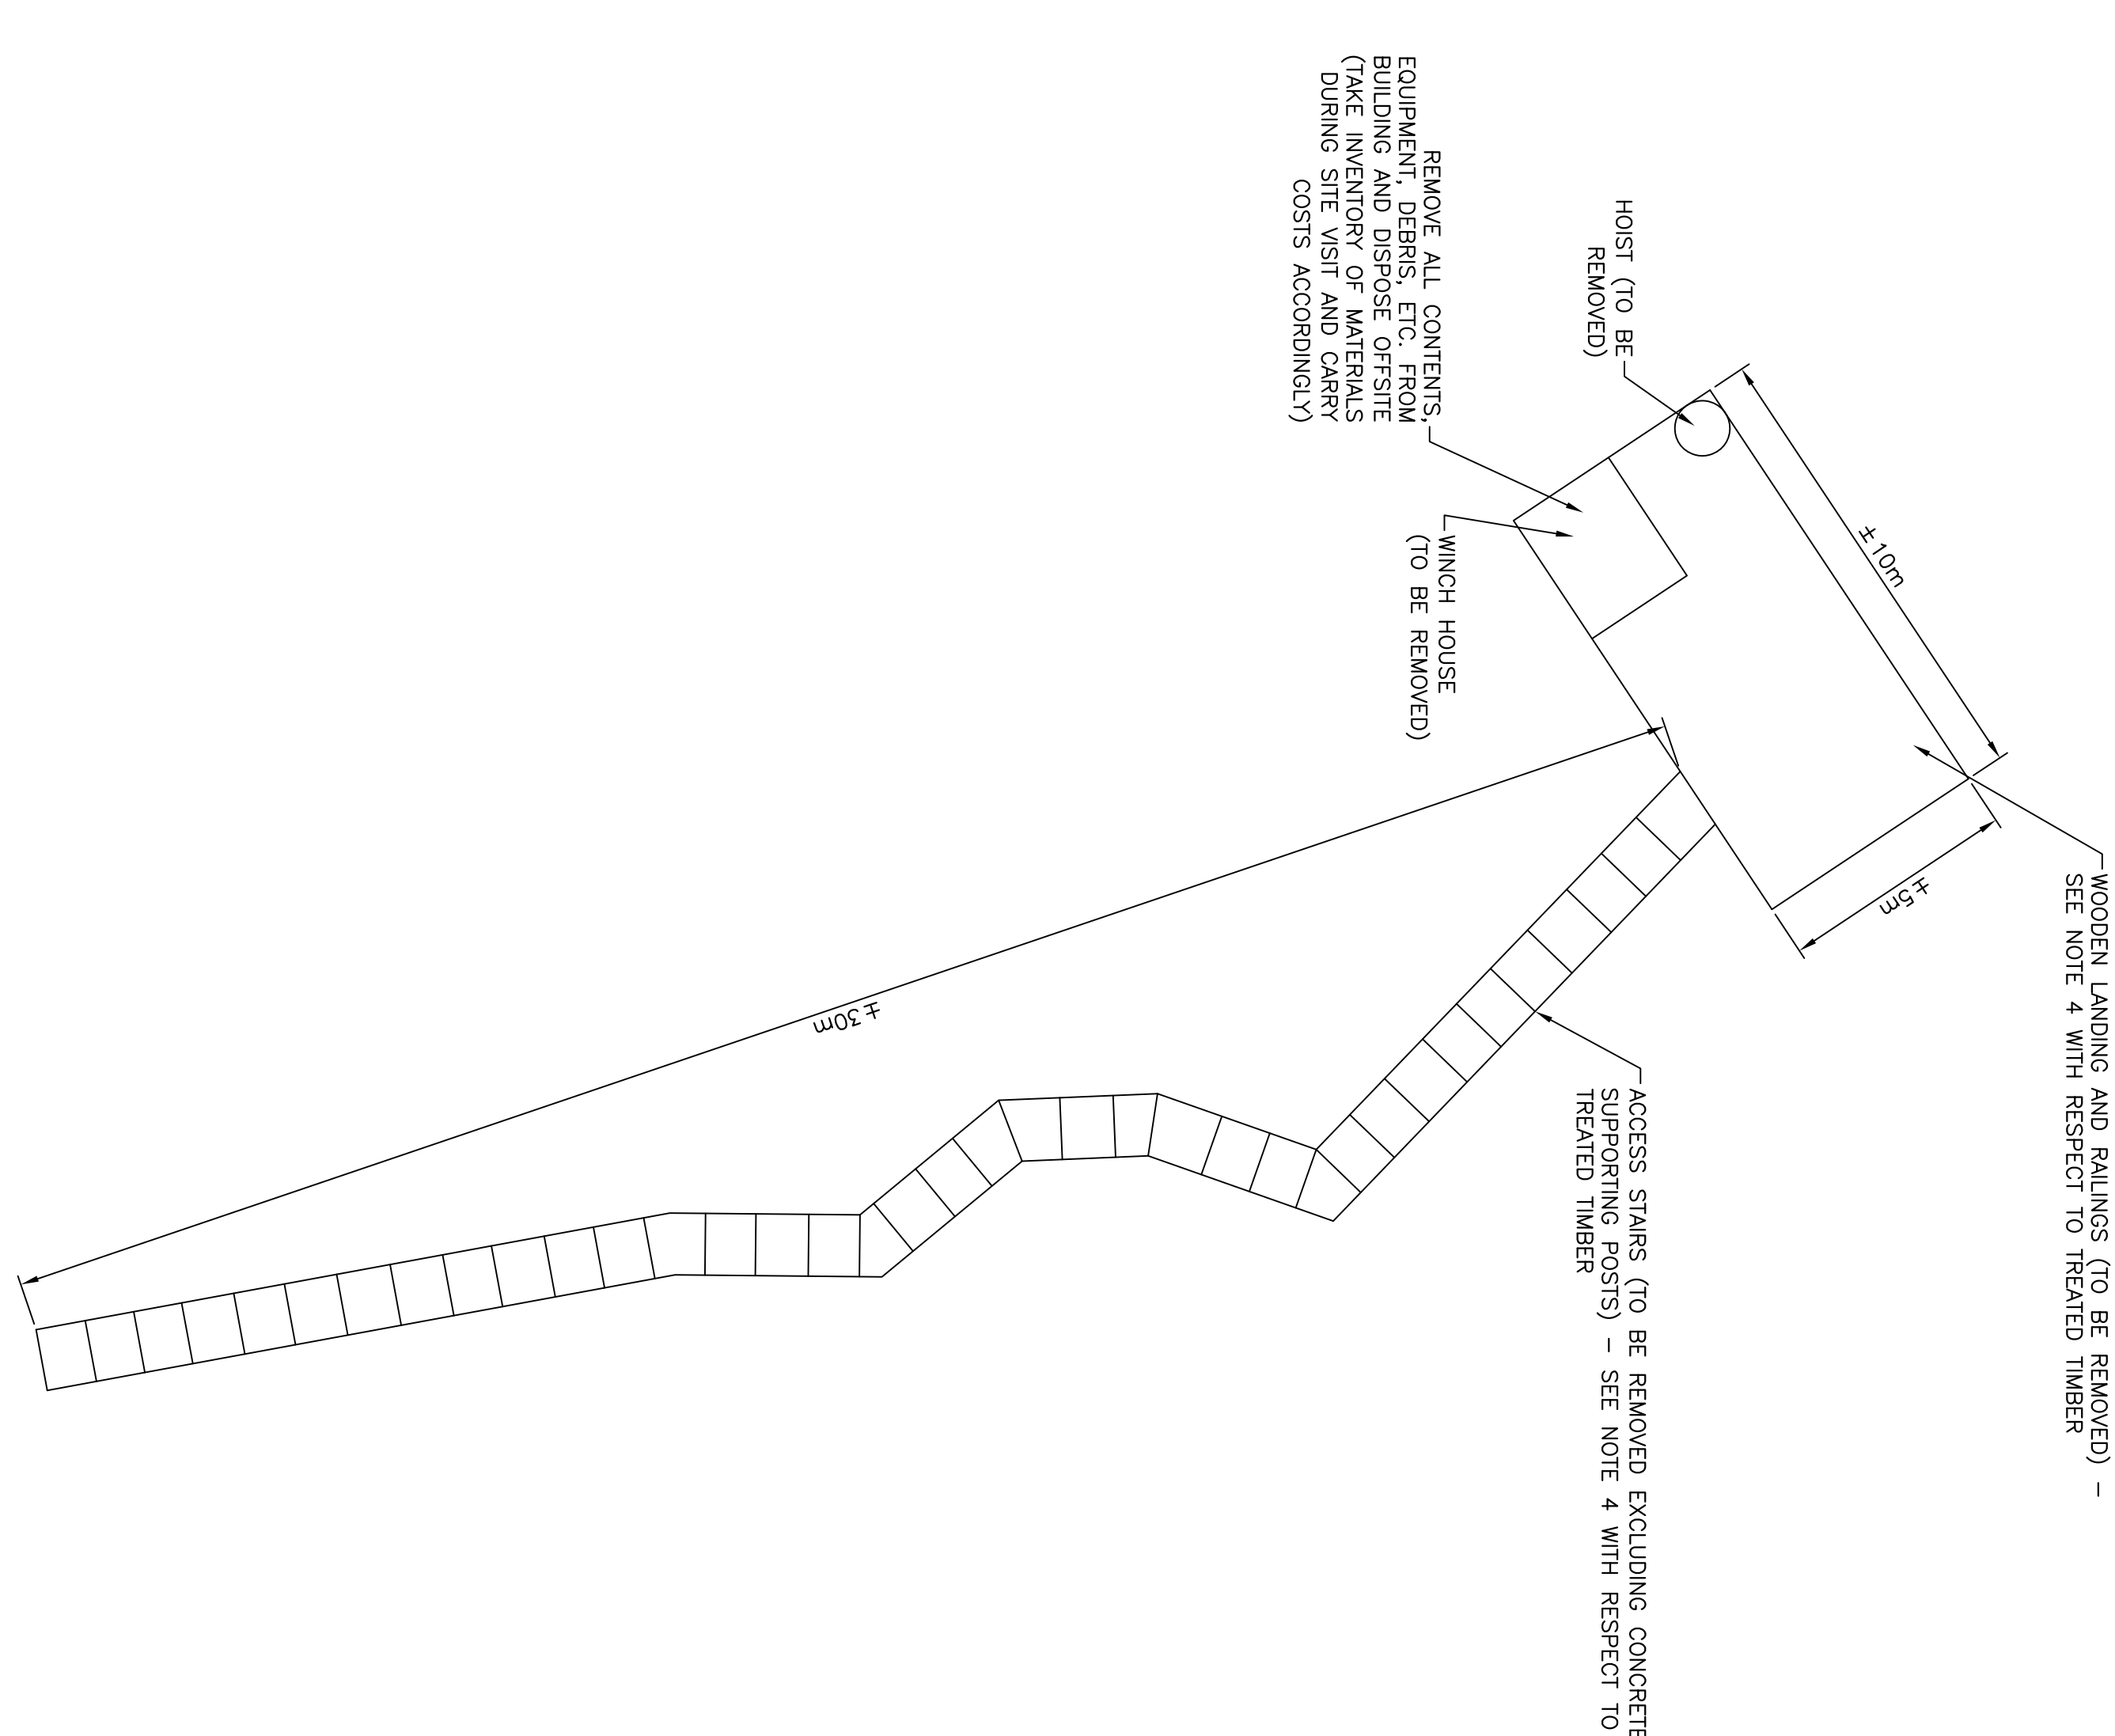 WOODEN LANDING AND RAILINGS (TO BE REMOVED) –
SEE NOTE 4 WITH RESPECT TO TREATED TIMBER
±10m
±5m
HOIST (TO BE
REMOVED)
REMOVE ALL CONTENTS,
EQUIPMENT, DEBRIS, ETC. FROM
BUILDING AND DISPOSE OFFSITE
(TAKE INVENTORY OF MATERIALS
DURING SITE VISIT AND CARRY
COSTS ACCORDINGLY)
WINCH HOUSE
(TO BE REMOVED)
ACCESS STAIRS (TO BE REMOVED EXCLUDING CONCRETE
SUPPORTING POSTS) – SEE NOTE 4 WITH RESPECT TO
TREATED TIMBER
±30m